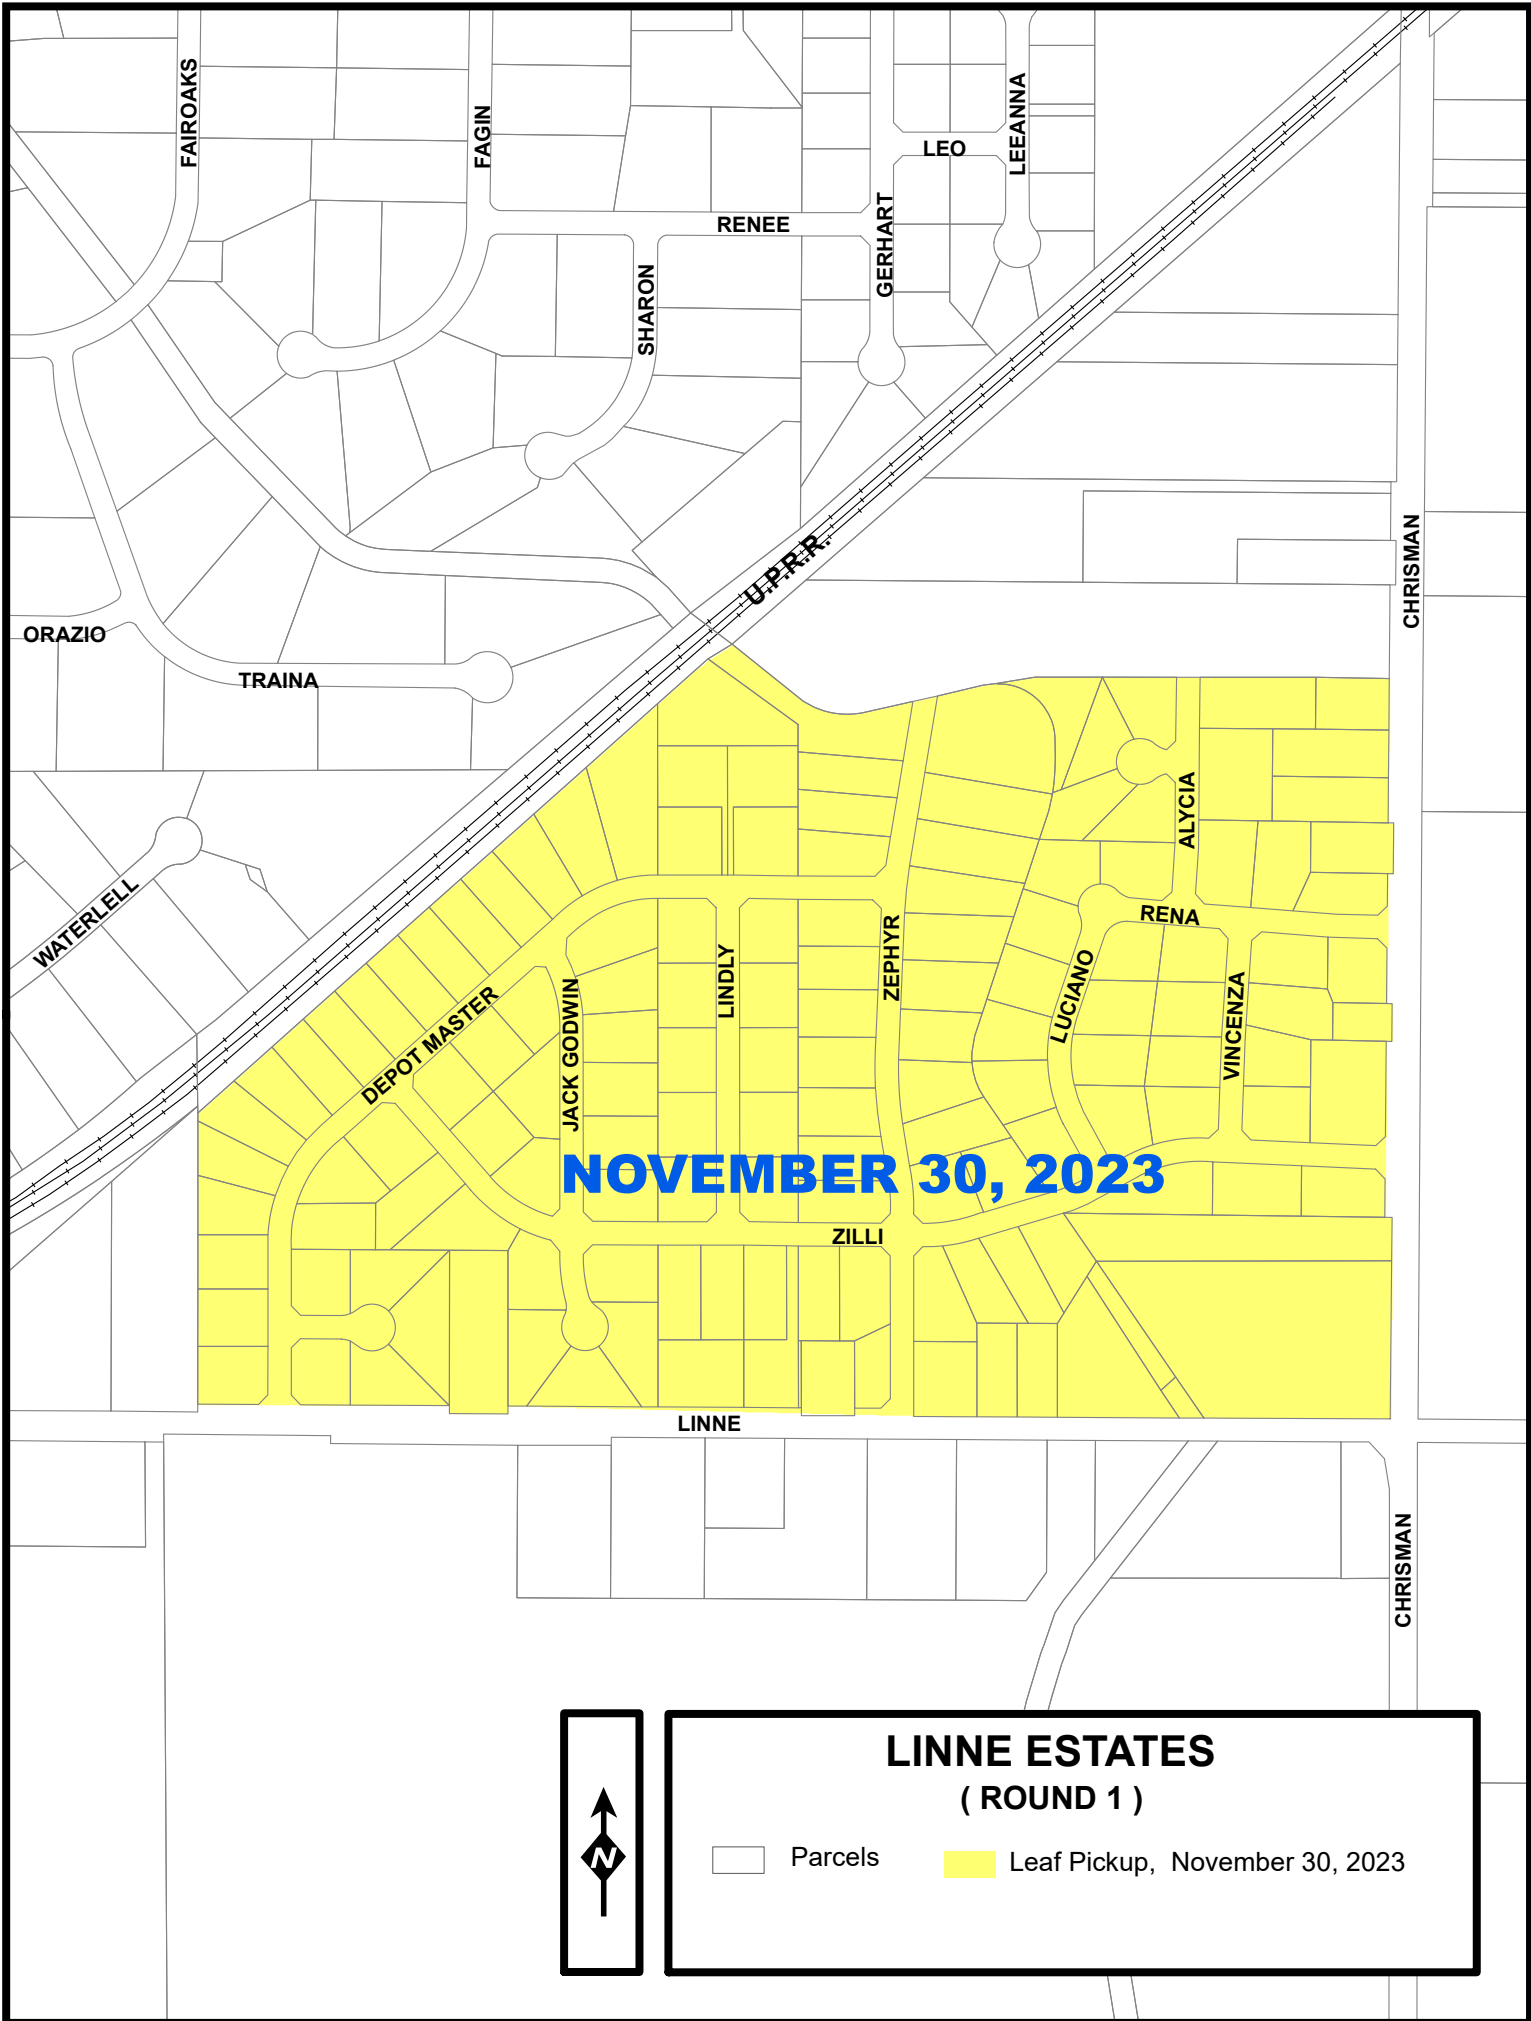 FAIROAKS
FAGIN
LEEANNA
LEO
RENEE
GERHART
SHARON
CHRISMAN
U.P.R.R.
ORAZIO
TRAINA
ALYCIA
WATERLELL
RENA
ZEPHYR
LINDLY
LUCIANO
VINCENZA
JACK GODWIN
DEPOT MASTER
NOVEMBER 30, 2023
ZILLI
LINNE
CHRISMAN
LINNE ESTATES
( ROUND 1 )
N
Parcels
Leaf Pickup, November 30, 2023